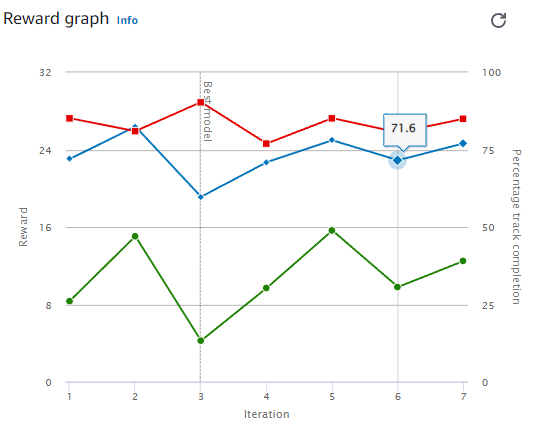 Reward graph Info
32
24
16
8
0
Reward
100
75
50
25
0
Percentage track completion
Best model
71.6
1 2 3 4 5 6 7
Iteration